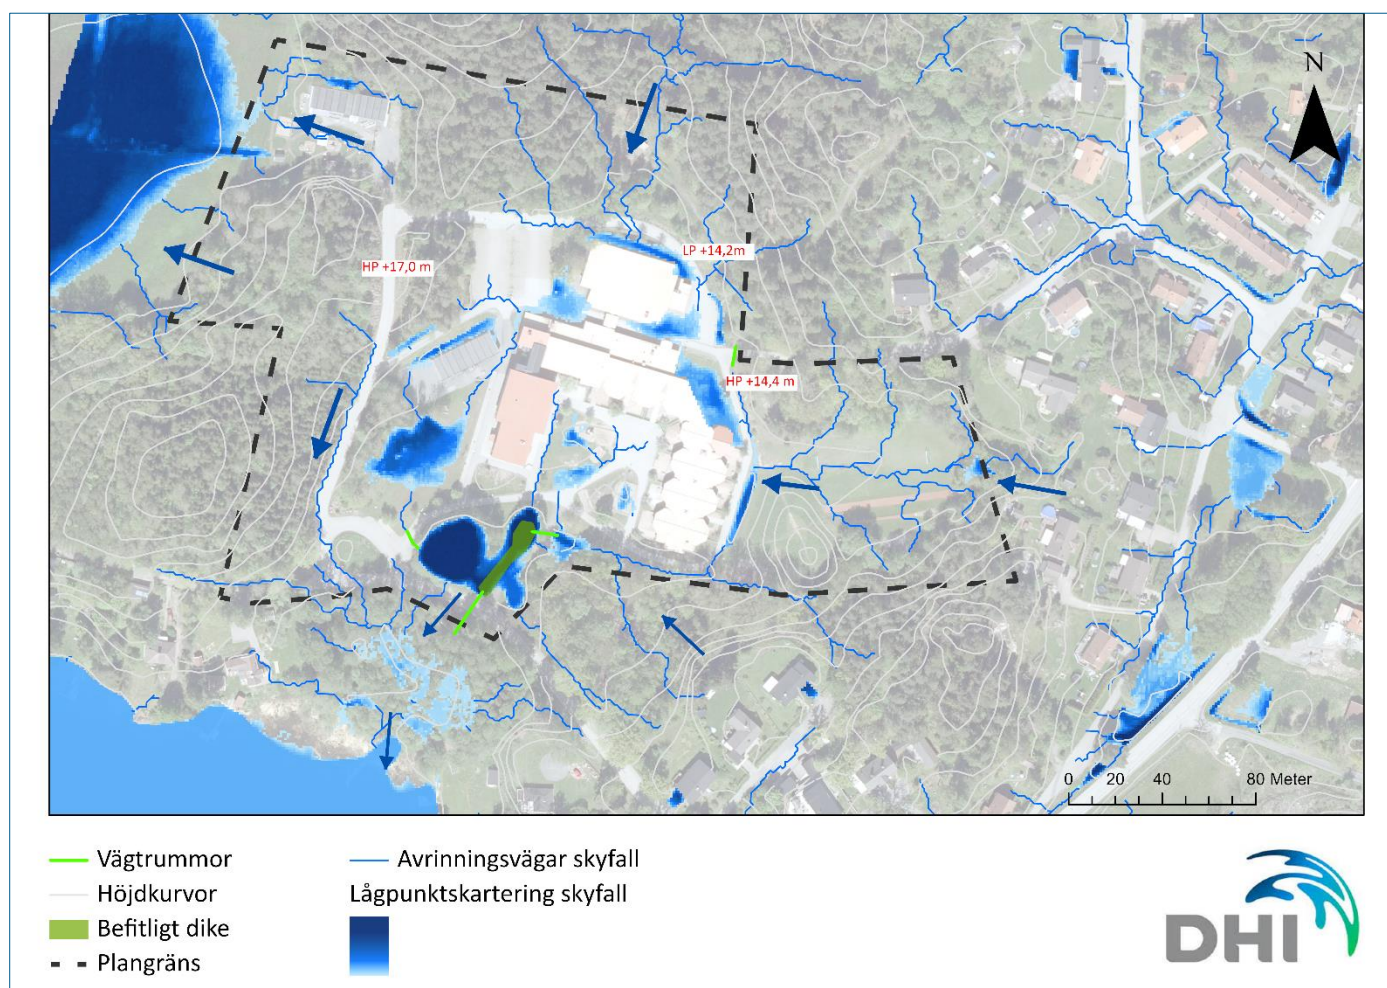 N
LP +14,2m
HP +17,0 m
HP +14,4 m
0 20 40 80 Meter
Vägtrummor
Höjdkurvor
Befitligt dike
Plangräns
Avrinningsvägar skyfall
Lågpunktskartering skyfall
DHI